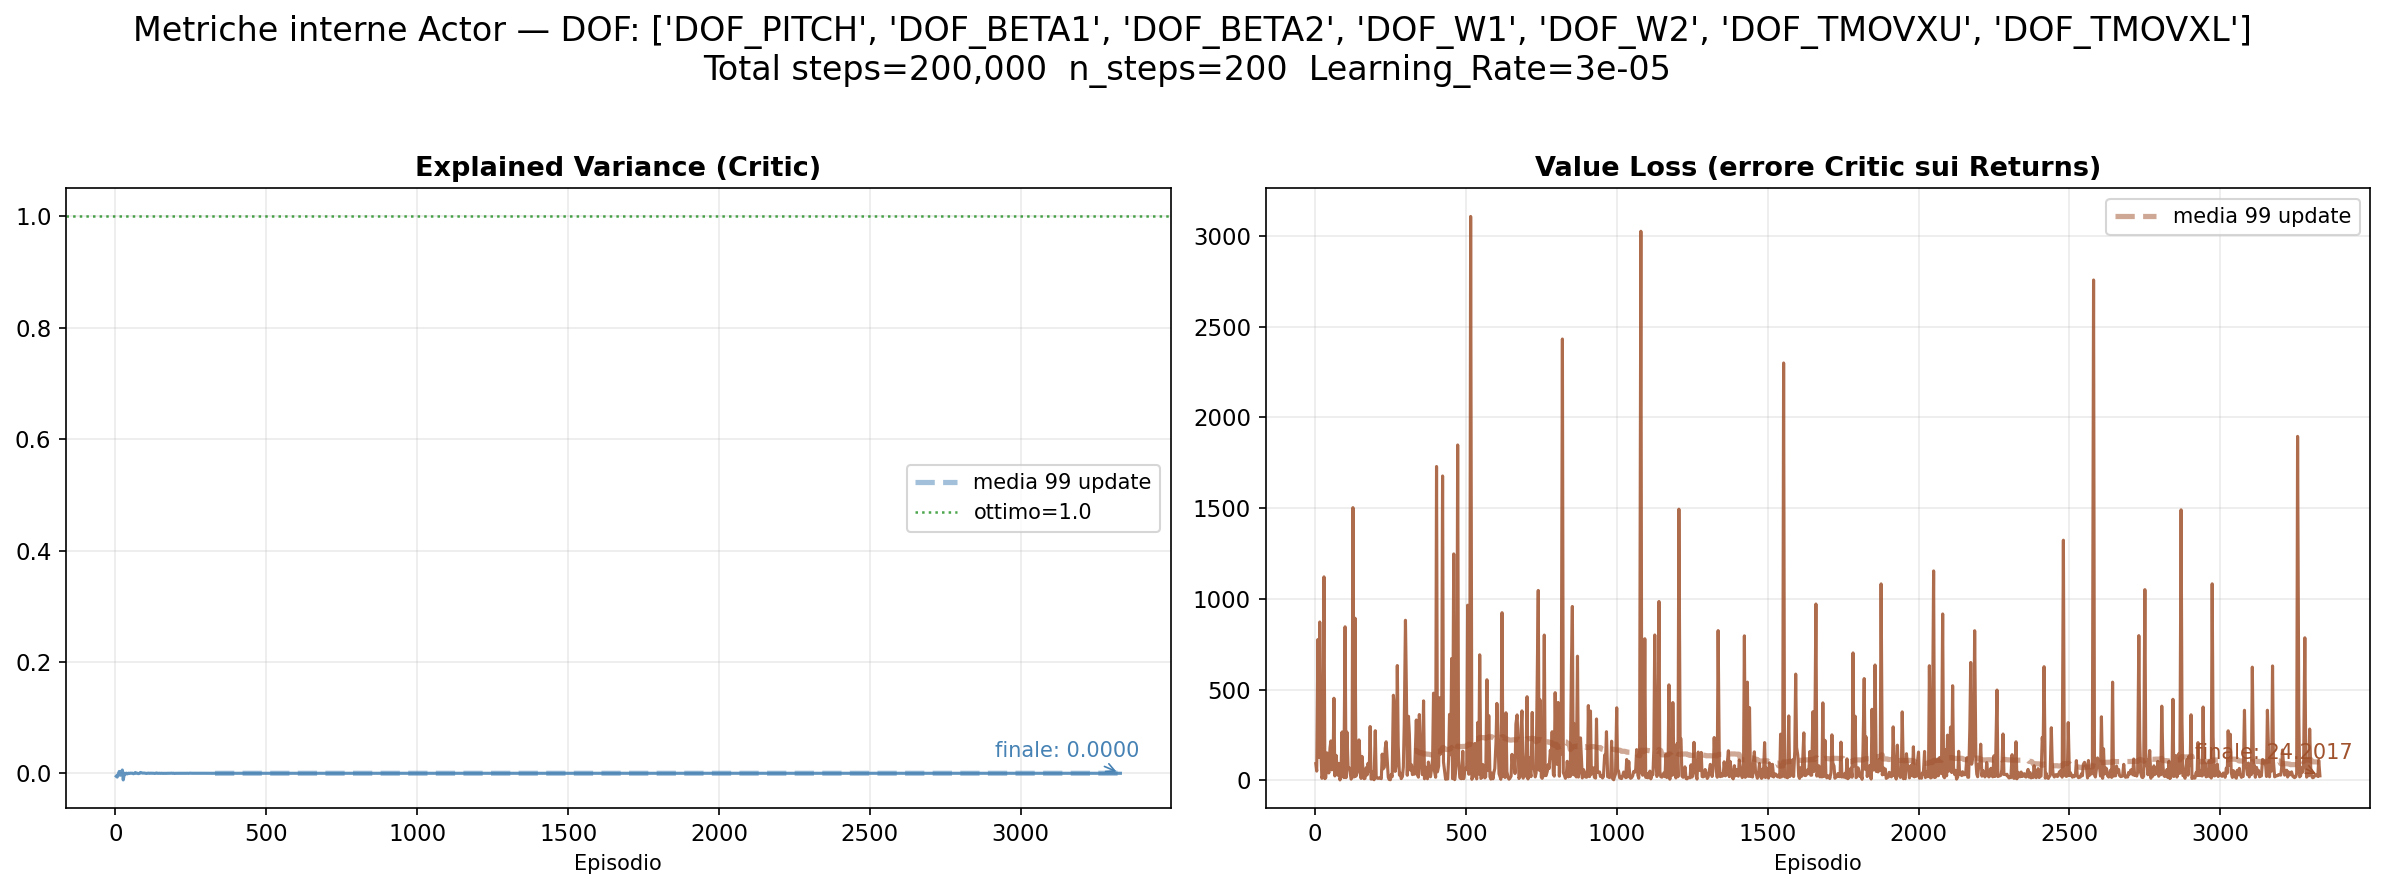 Metriche interne Actor — DOF: ['DOF_PITCH', 'DOF_BETA1', 'DOF_BETA2', 'DOF_W1', 'DOF_W2', 'DOF_TMOVXU', 'DOF_TMOVXL']
Total steps=200,000  n_steps=200  Learning_Rate=3e-05
Explained Variance (Critic)
1.0
0.8
0.6
0.4
0.2
0.0
media 99 update
ottimo=1.0
finale: 0.0000
0
500
1000
1500
2000
2500
3000
Episodio
Value Loss (errore Critic sui Returns)
3000
2500
2000
1500
1000
500
0
media 99 update
finale: 24.2017
0
500
1000
1500
2000
2500
3000
Episodio